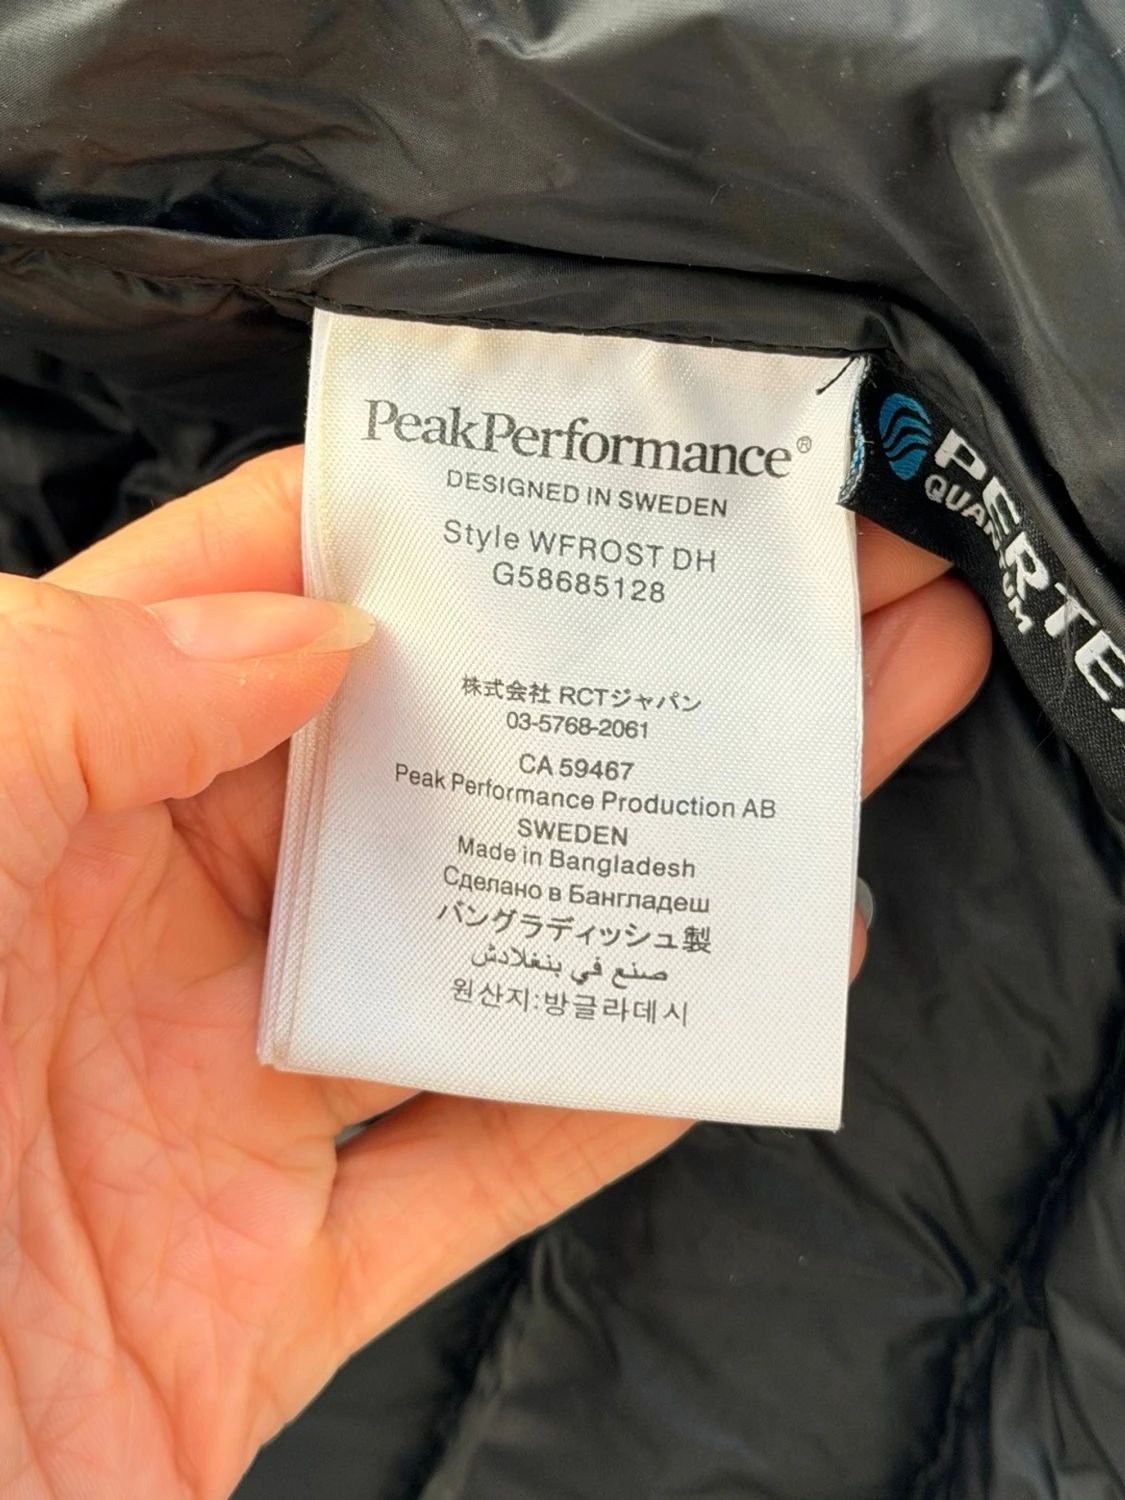 PeakPerformance®
DESIGNED IN SWEDEN
Style WFROST DH
G58685128
株式会社 RCTジャパン
03-5768-2061
CA 59467
Peak Performance Production AB
SWEDEN
Made in Bangladesh
Сделано в Бангладеш
バングラディッシュ製
صنع في بنغلادش
원산지:방글라데시
PERTEX
QUANTUM